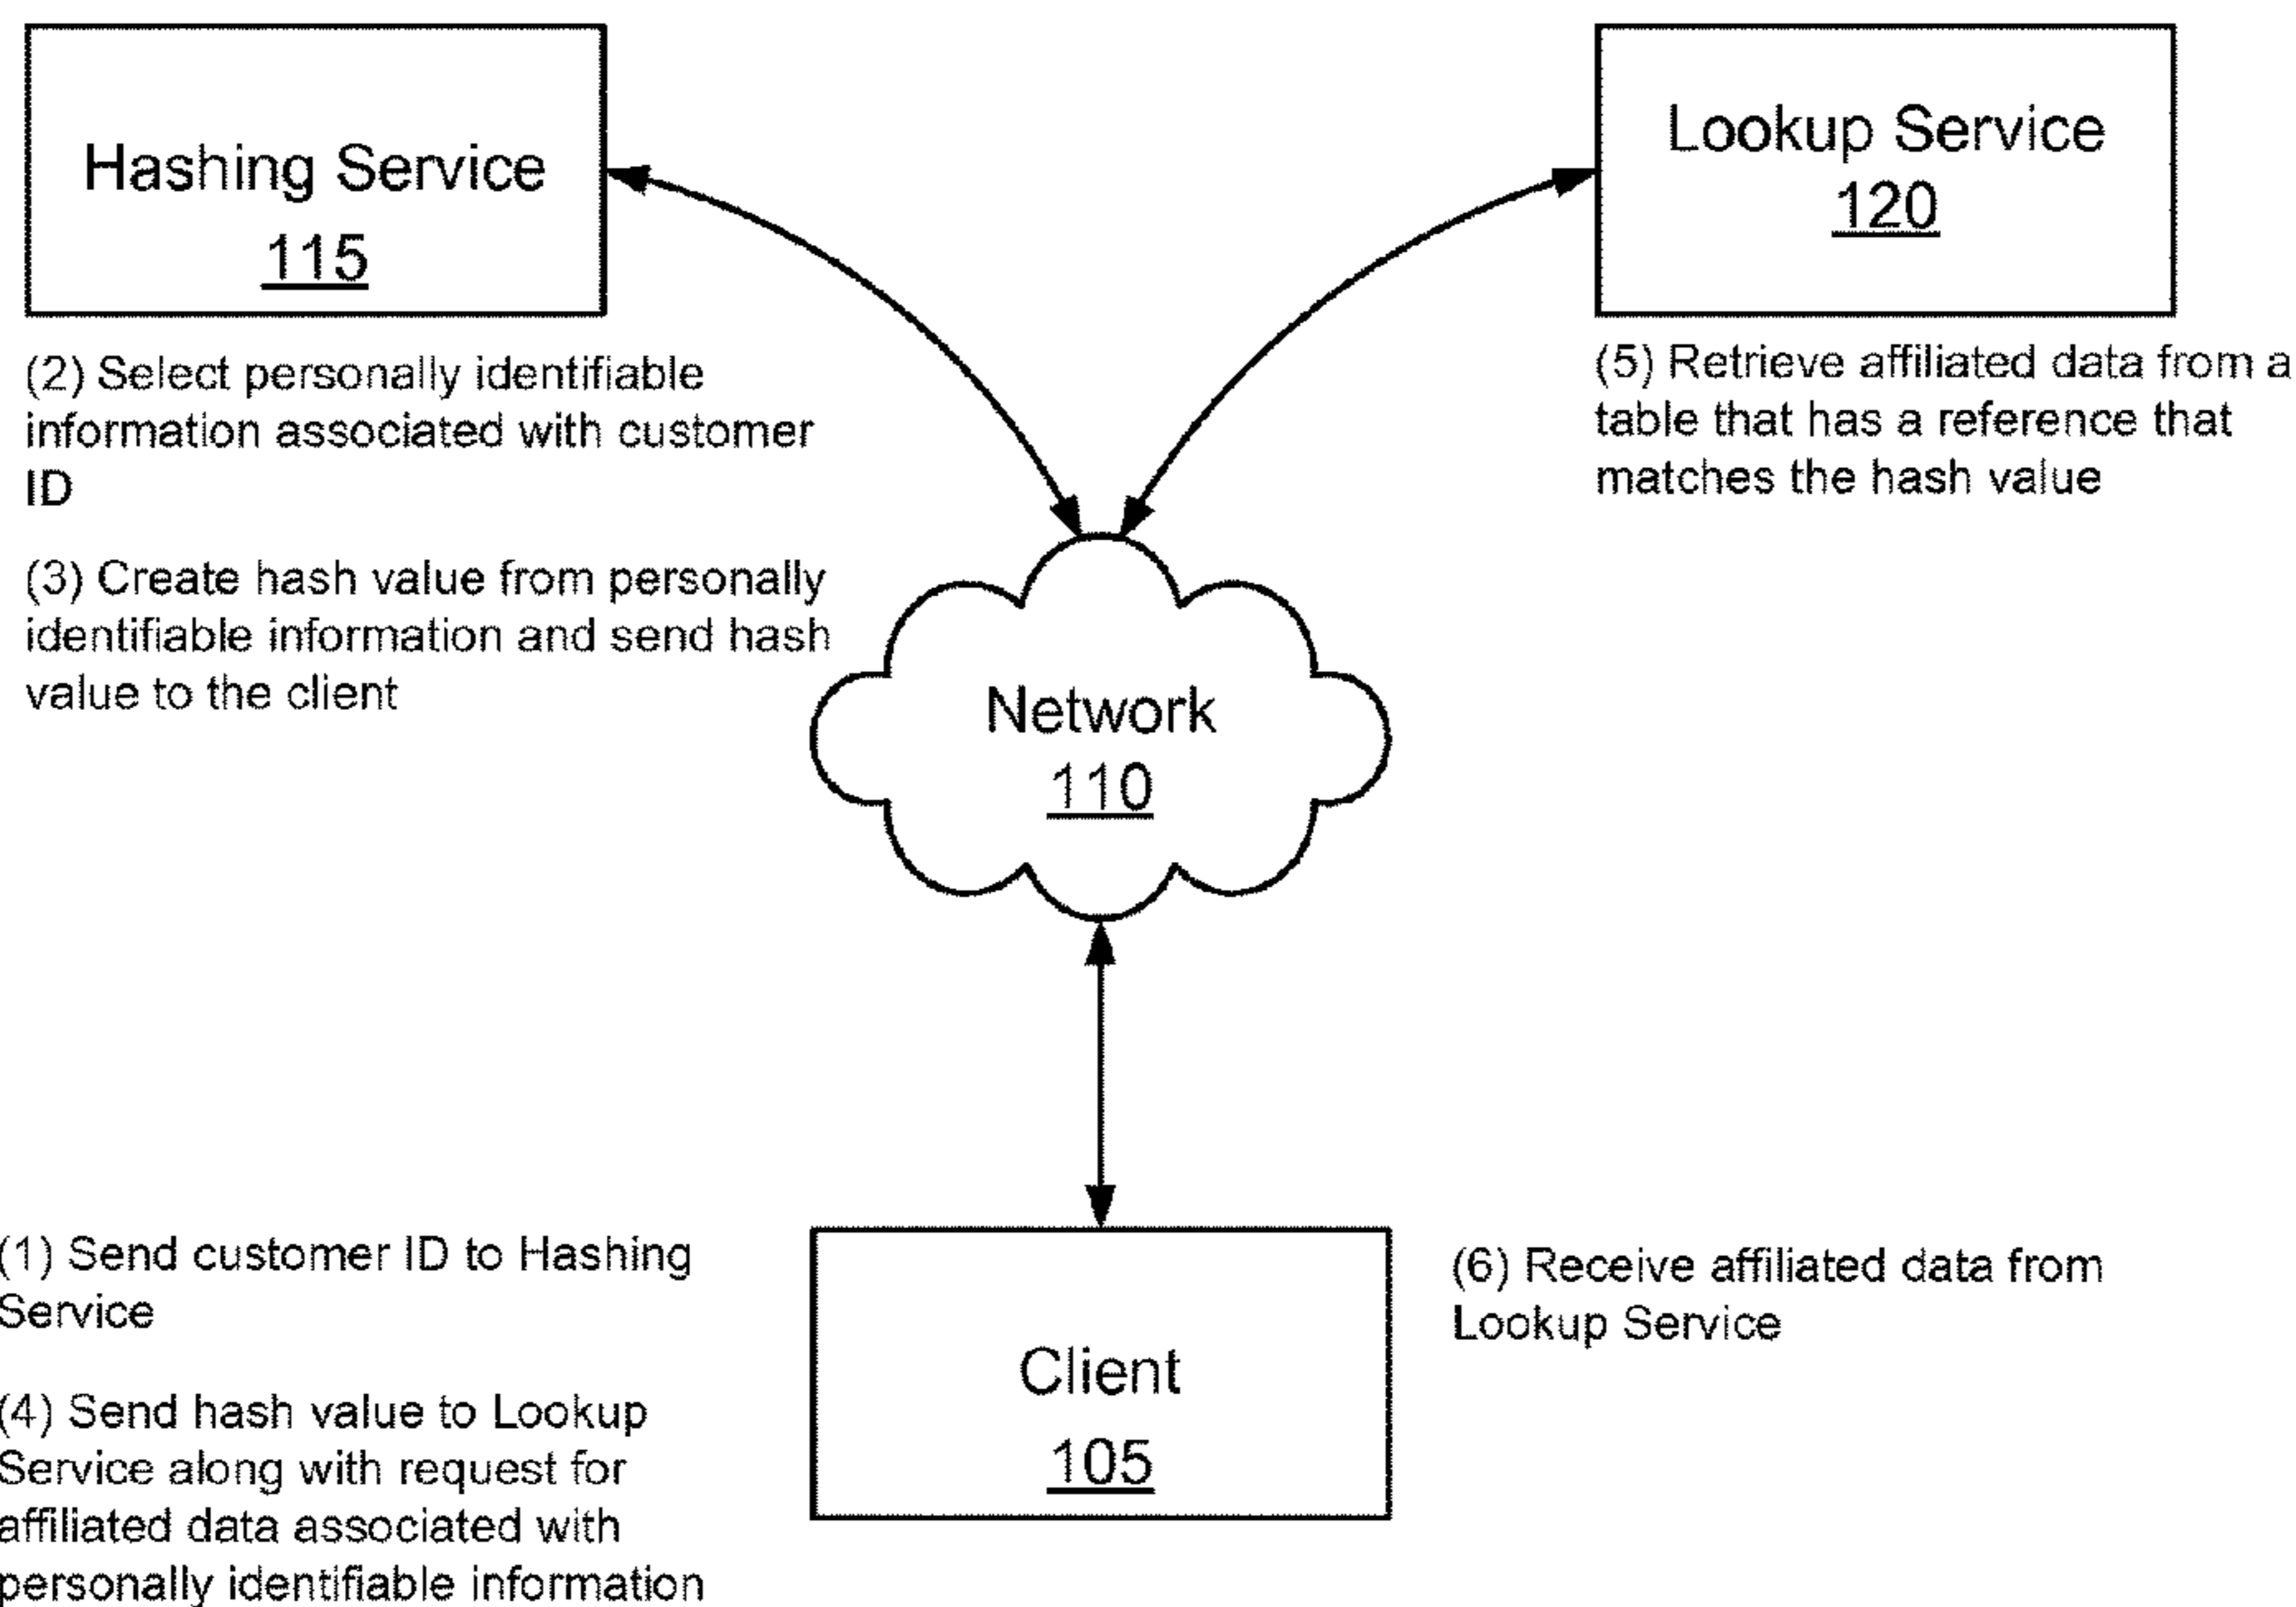 Hashing Service
115
Lookup Service
120
(2) Select personally identifiable
information associated with customer
ID
(3) Create hash value from personally
identifiable information and send hash
value to the client
(5) Retrieve affiliated data from a
table that has a reference that
matches the hash value
Network
110
(1) Send customer ID to Hashing
Service
(4) Send hash value to Lookup
Service along with request for
affiliated data associated with
personally identifiable information
Client
105
(6) Receive affiliated data from
Lookup Service